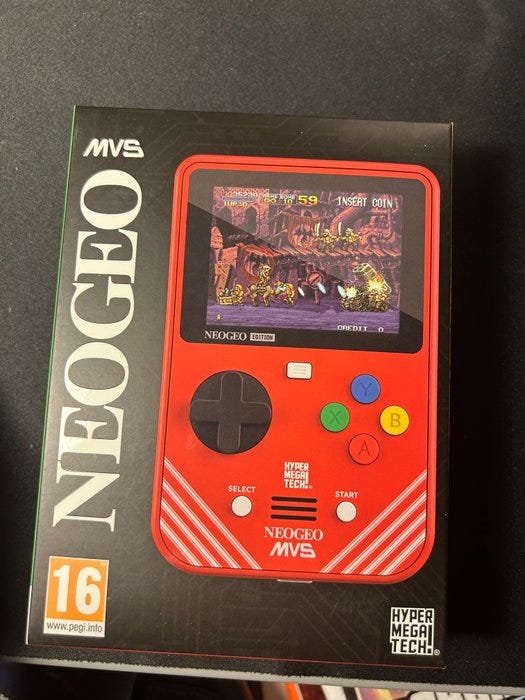 MVS
NEOGEO
59
INSERT COIN
CREDIT 0
NEOGEO EDITION
Y
X
B
A
HYPER
MEGA
TECH!®
SELECT
START
NEOGEO
MVS
16
www.pegi.info
HYPER
MEGA
TECH!®